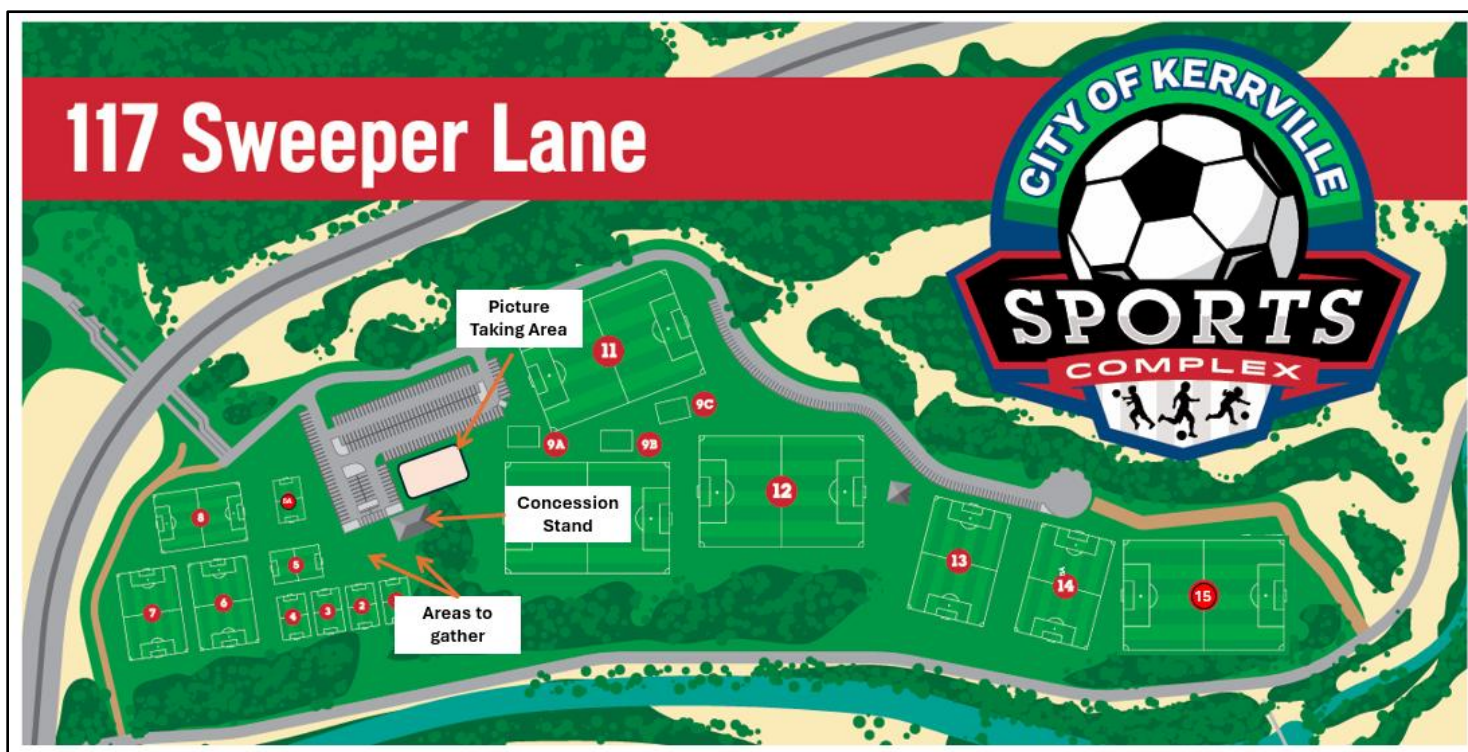 117 Sweeper Lane
CITY OF KERRVILLE
SPORTS
COMPLEX
Picture
Taking Area
11
9C
9A
9B
12
8
Concession
Stand
5
13
14
15
7
6
4
3
2
Areas to
gather